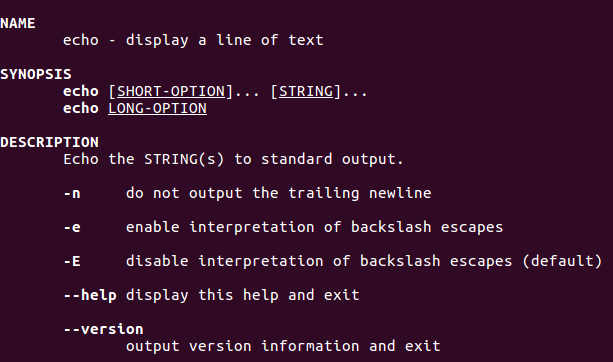 NAME
echo - display a line of text
SYNOPSIS
echo [SHORT-OPTION]... [STRING]...
echo LONG-OPTION
DESCRIPTION
Echo the STRING(s) to standard output.
-n do not output the trailing newline
-e enable interpretation of backslash escapes
-E disable interpretation of backslash escapes (default)
--help display this help and exit
--version
output version information and exit